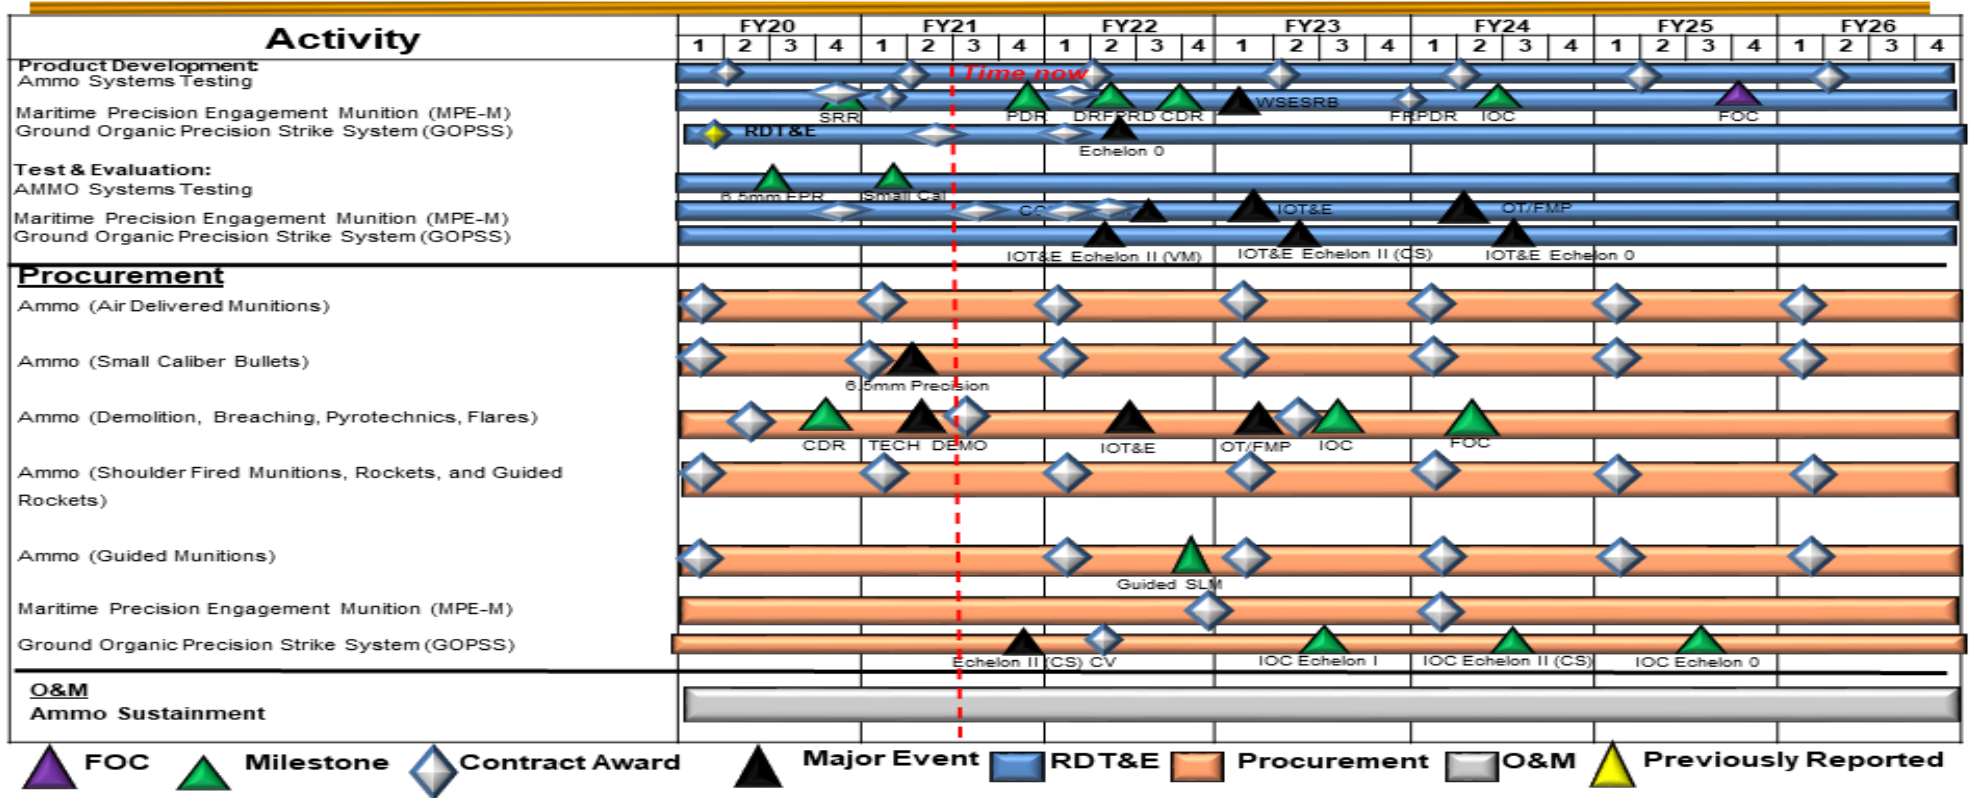 Activity
FY20 FY21 FY22 FY23 FY24 FY25 FY26
1 2 3 4 1 2 3 4 1 2 3 4 1 2 3 4 1 2 3 4 1 2 3 4 1 2 3 4
Product Development:
Ammo Systems Testing
Time now
WSESRB
Maritime Precision Engagement Munition (MPE-M)
SRR PDR CDR FRPDR IOC FOC
Ground Organic Precision Strike System (GOPSS)
RDT&E
Echelon 0
Test & Evaluation:
AMMO Systems Testing
6.5mm EPR Small Cal
Maritime Precision Engagement Munition (MPE-M)
IOT&E OT/FMP
Ground Organic Precision Strike System (GOPSS)
IOT&E Echelon II (VM) IOT&E Echelon II (CS) IOT&E Echelon 0
Procurement
Ammo (Air Delivered Munitions)
Ammo (Small Caliber Bullets)
6.5mm Precision
Ammo (Demolition, Breaching, Pyrotechnics, Flares)
CDR TECH DEMO IOT&E OT/FMP IOC FOC
Ammo (Shoulder Fired Munitions, Rockets, and Guided
Rockets)
Ammo (Guided Munitions)
Guided SLM
Maritime Precision Engagement Munition (MPE-M)
Ground Organic Precision Strike System (GOPSS)
Echelon II (CS) CV IOC Echelon I IOC Echelon II (CS) IOC Echelon 0
O&M
Ammo Sustainment
FOC Milestone Contract Award Major Event RDT&E Procurement O&M Previously Reported